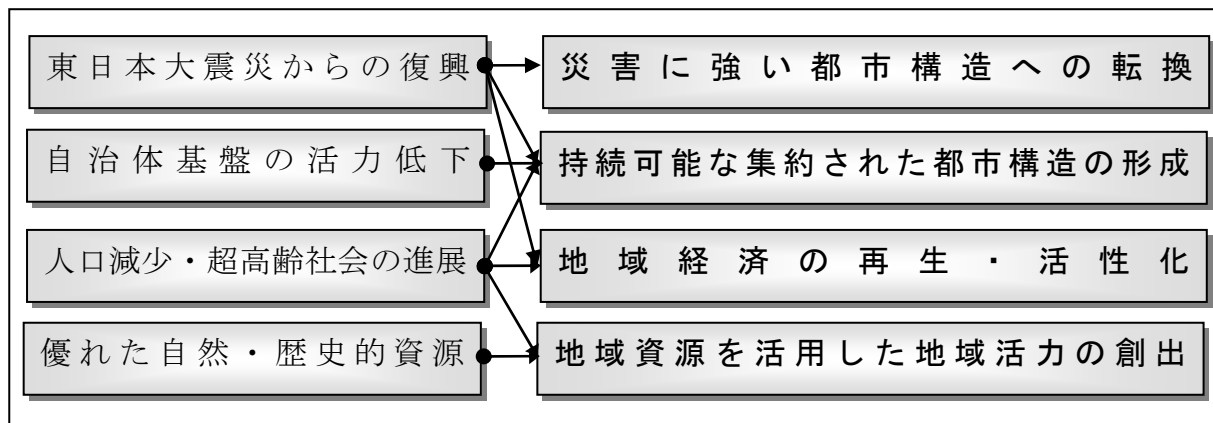 東日本大震災からの復興
災害に強い都市構造への転換
自治体基盤の活力低下
持続可能な集約された都市構造の形成
人口減少・超高齢社会の進展
地域経済の再生・活性化
優れた自然・歴史的資源
地域資源を活用した地域活力の創出